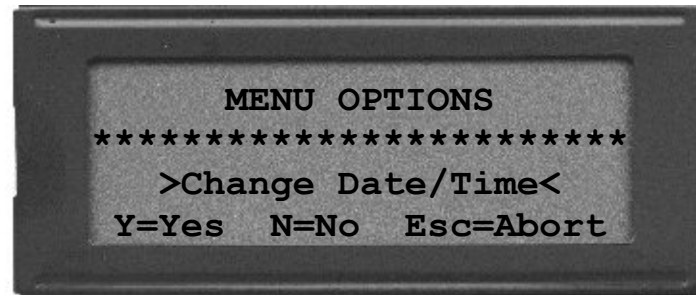 MENU OPTIONS
************************
>Change Date/Time<
Y=Yes N=No Esc=Abort